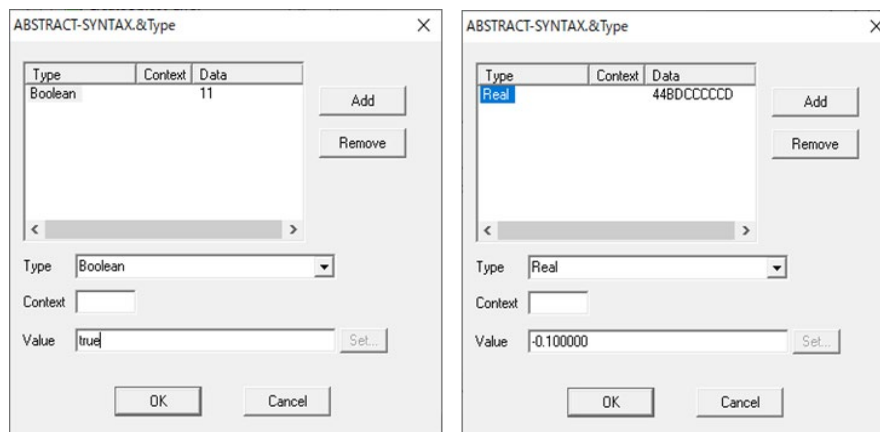 ABSTRACT-SYNTAX.&Type
Type Context Data
Boolean 11
Add
Remove
Type Boolean
Context
Value true Set...
OK Cancel
ABSTRACT-SYNTAX.&Type
Type Context Data
Real 44BDCCCCCD
Add
Remove
Type Real
Context
Value -0.100000 Set...
OK Cancel